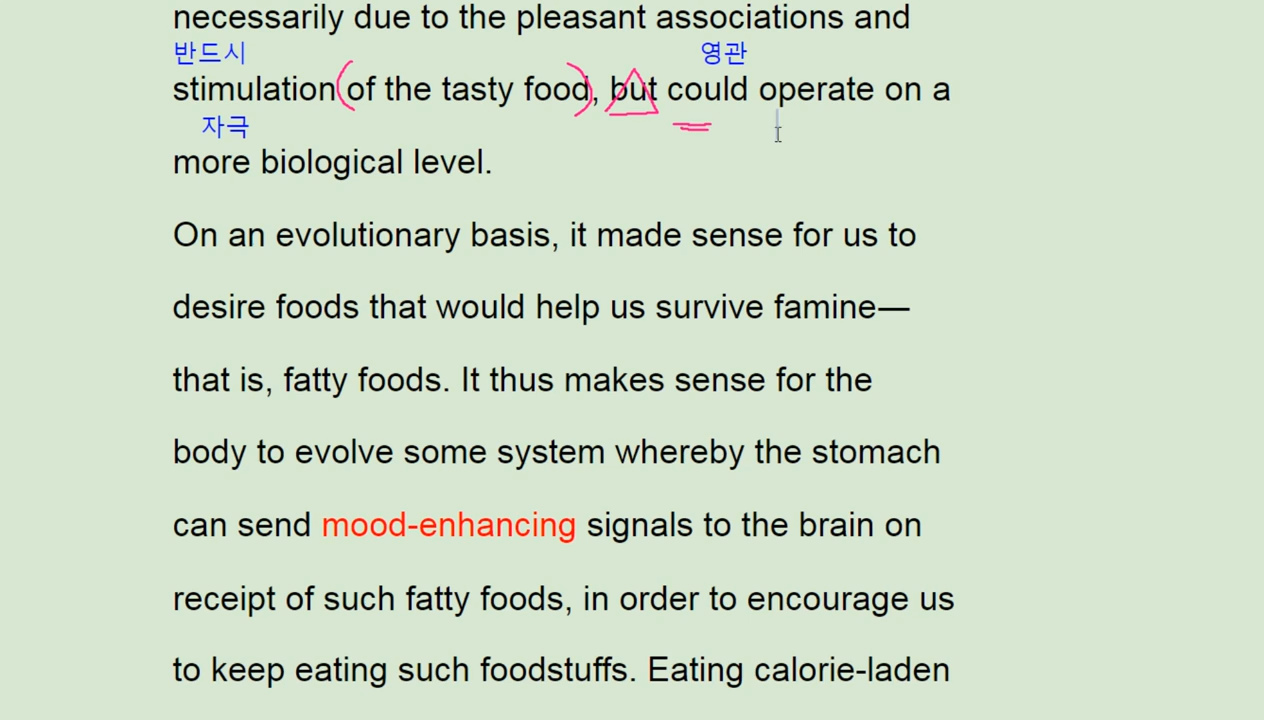 necessarily due to the pleasant associations and
반드시 영관
stimulation (of the tasty food), but could operate on a
자극
more biological level.
On an evolutionary basis, it made sense for us to
desire foods that would help us survive famine—
that is, fatty foods. It thus makes sense for the
body to evolve some system whereby the stomach
can send mood-enhancing signals to the brain on
receipt of such fatty foods, in order to encourage us
to keep eating such foodstuffs. Eating calorie-laden